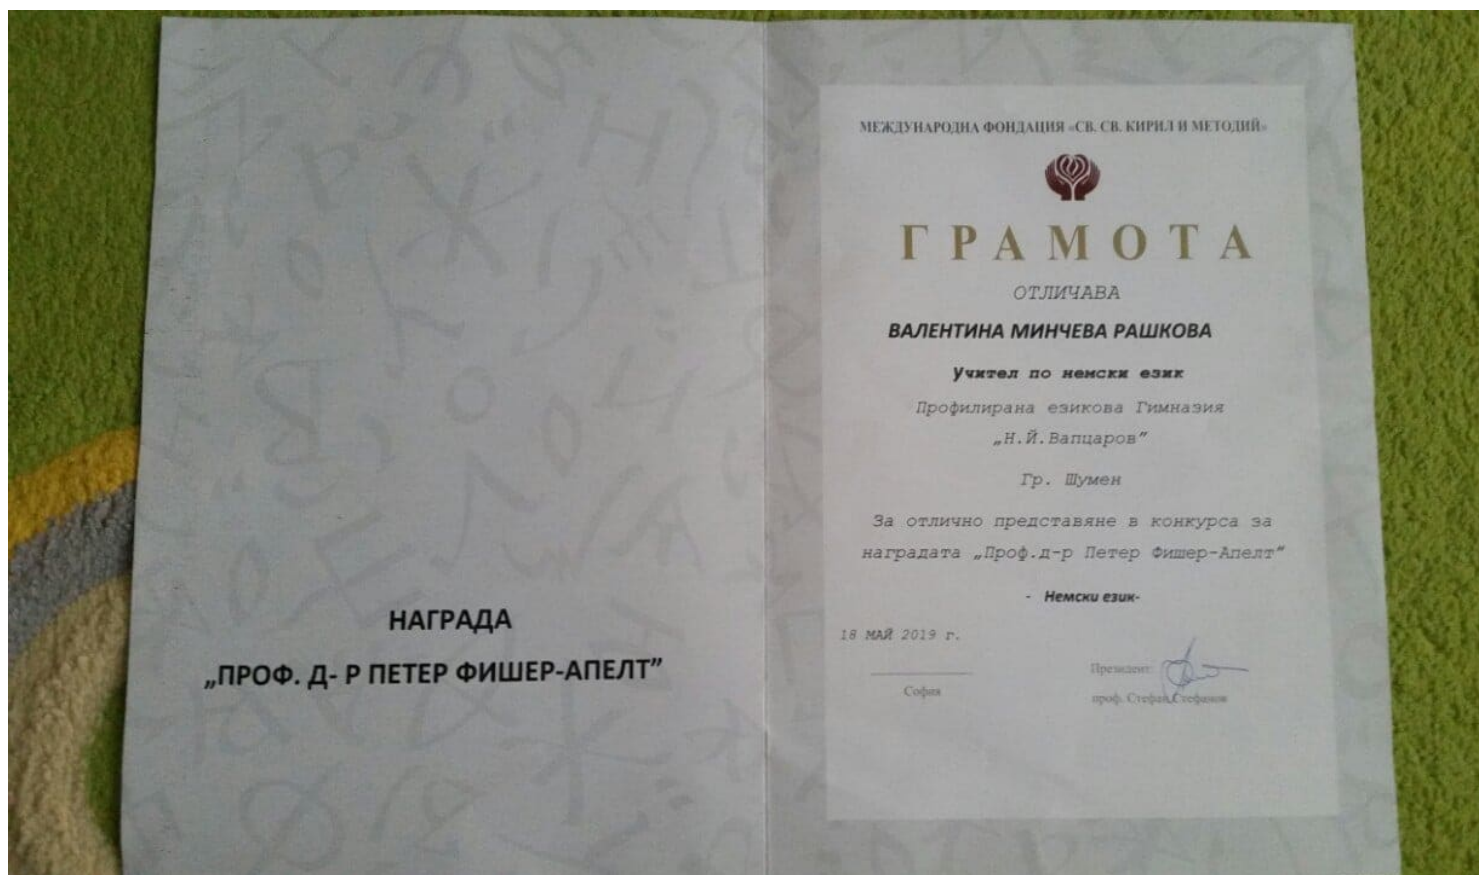 НАГРАДА
„ПРОФ. Д- Р ПЕТЕР ФИШЕР-АПЕЛТ”
МЕЖДУНАРОДНА ФОНДАЦИЯ «СВ. СВ. КИРИЛ И МЕТОДИЙ»
ГРАМОТА
ОТЛИЧАВА
ВАЛЕНТИНА МИНЧЕВА РАШКОВА
Учител по немски език
Профилирана езикова Гимназия
„Н.Й.Вапцаров”
Гр. Шумен
За отлично представяне в конкурса за
наградата „Проф.д-р Петер Фишер-Апелт”
- Немски език-
18 МАЙ 2019 г.
София
Президент:
проф. Стефан Стефанов